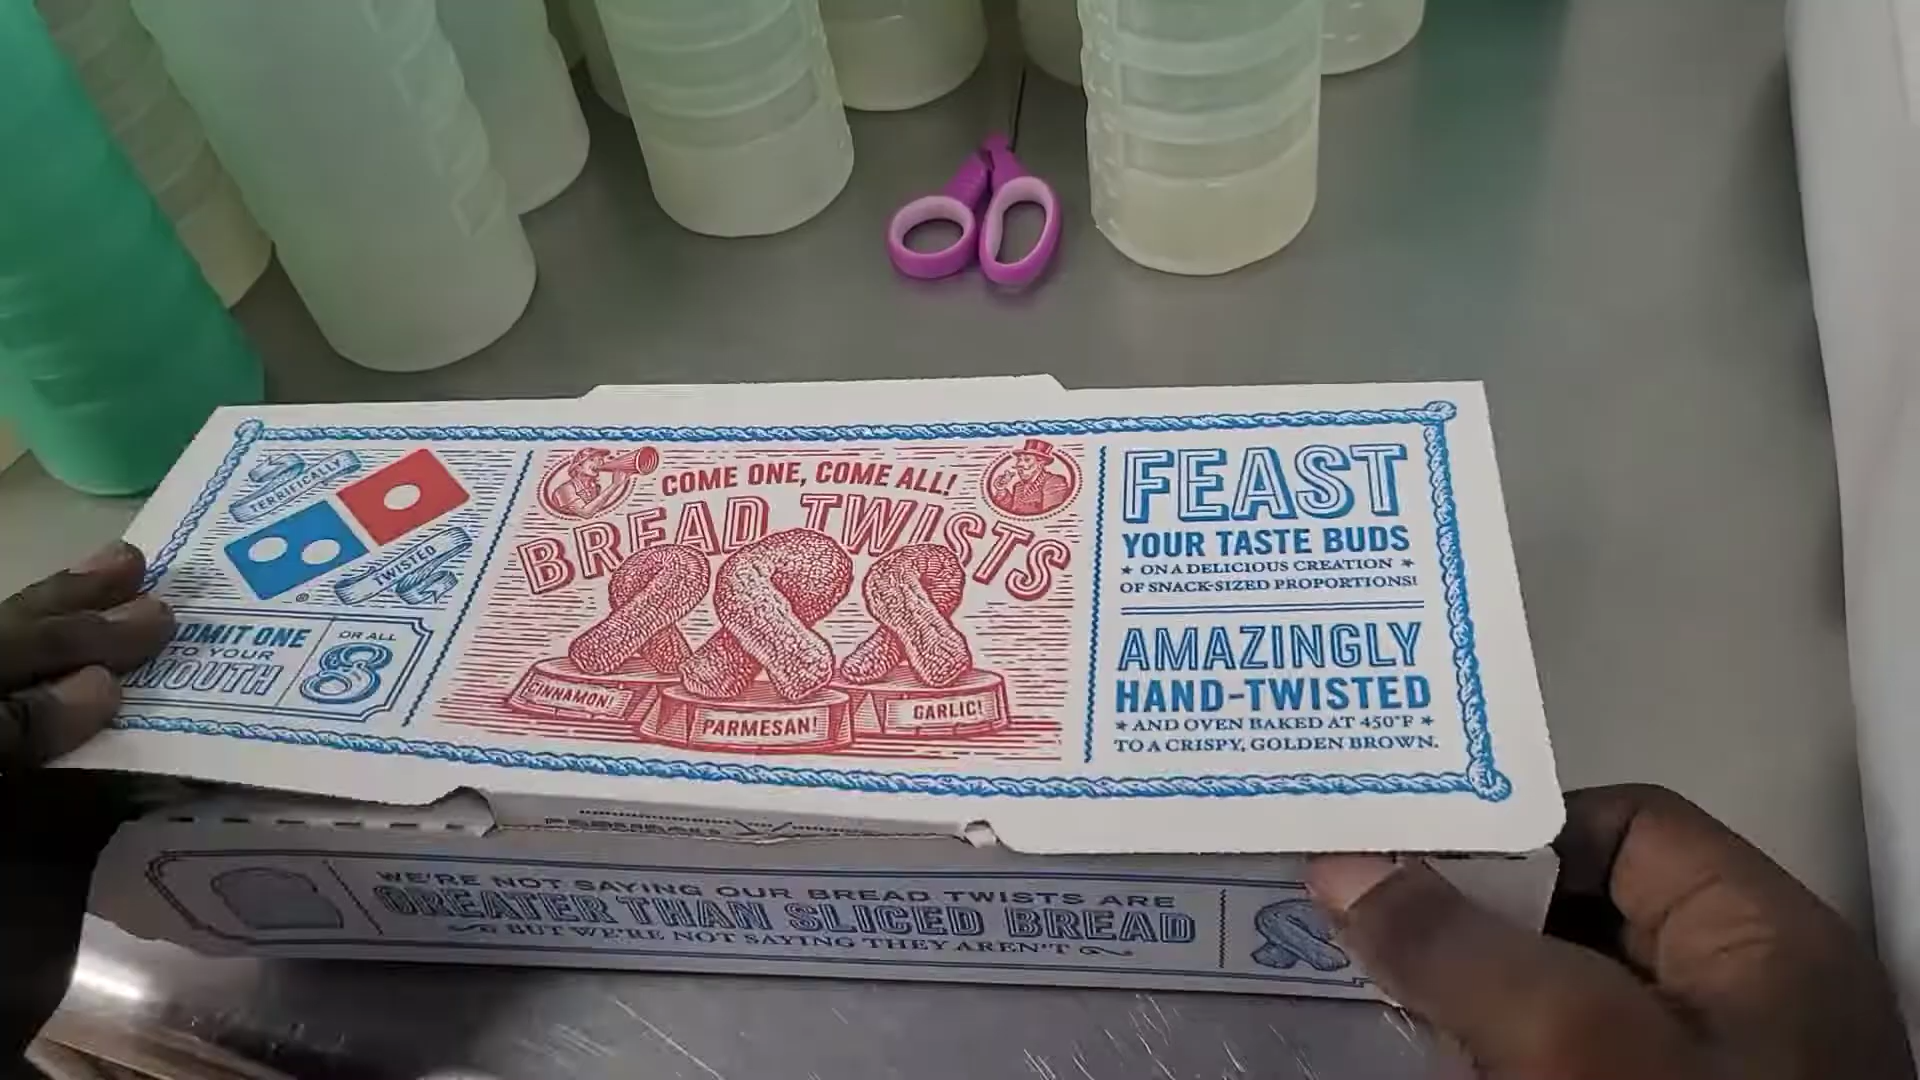 TERRIFICALLY
TWISTED
®
ADMIT ONE
TO YOUR
MOUTH
OR ALL
8
COME ONE, COME ALL!
BREAD TWISTS
CINNAMON!
PARMESAN!
GARLIC!
FEAST
YOUR TASTE BUDS
★ ON A DELICIOUS CREATION ★
OF SNACK-SIZED PROPORTIONS!
AMAZINGLY
HAND-TWISTED
★ AND OVEN BAKED AT 450°F ★
TO A CRISPY, GOLDEN BROWN.
WE'RE NOT SAYING OUR BREAD TWISTS ARE
GREATER THAN SLICED BREAD
BUT WE'RE NOT SAYING THEY AREN'T